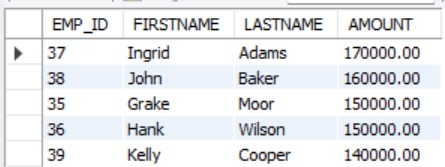 EMP_ID FIRSTNAME LASTNAME AMOUNT
37 Ingrid Adams 170000.00
38 John Baker 160000.00
35 Grake Moor 150000.00
36 Hank Wilson 150000.00
39 Kelly Cooper 140000.00